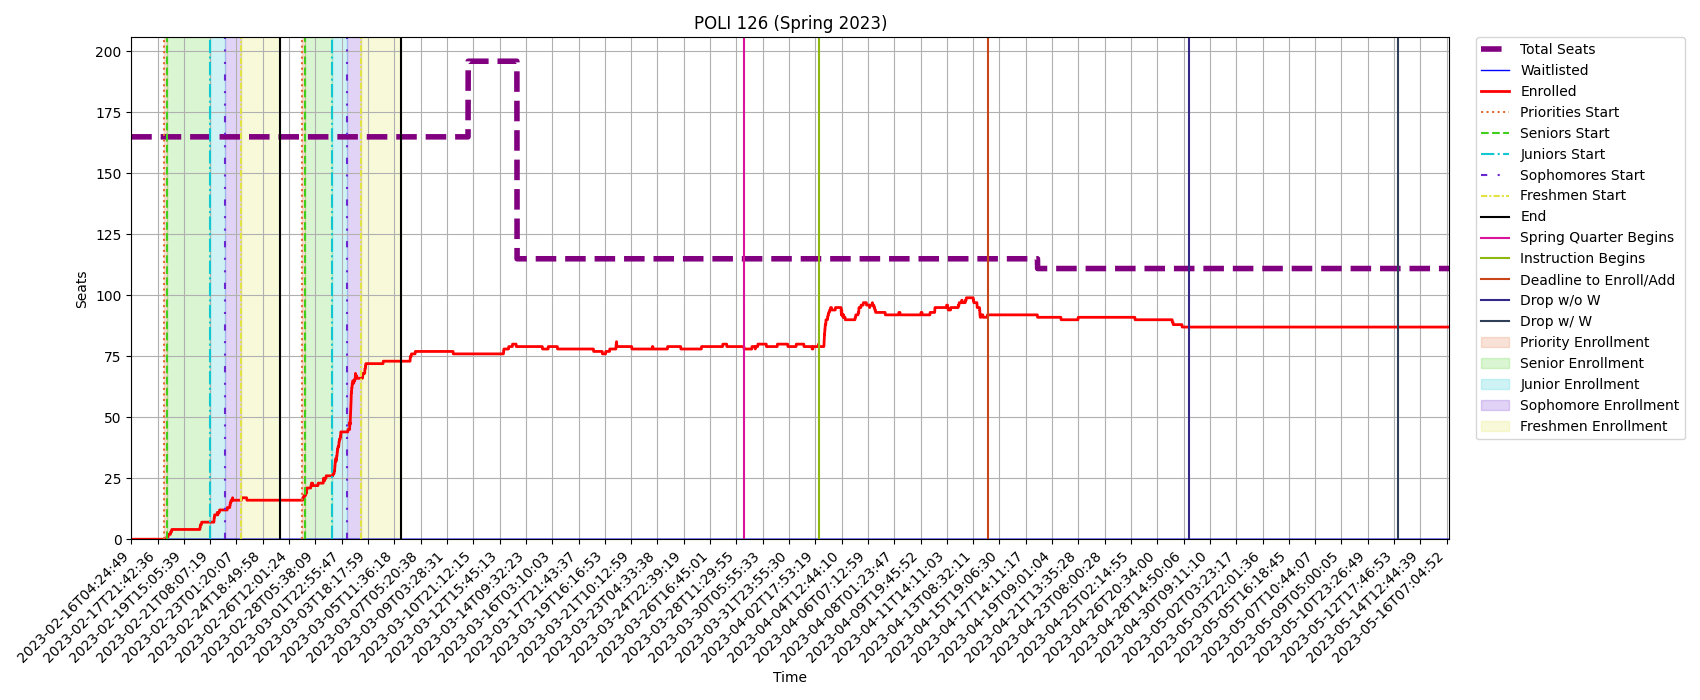 POLI 126 (Spring 2023)
Seats
200
175
150
125
100
75
50
25
0
2023-02-16T04:24:49
2023-02-17T21:42:36
2023-02-19T15:05:39
2023-02-21T08:07:19
2023-02-23T01:20:07
2023-02-24T18:49:58
2023-02-26T12:01:24
2023-02-28T05:38:09
2023-03-01T22:55:47
2023-03-03T18:17:59
2023-03-05T11:36:18
2023-03-07T05:20:38
2023-03-09T03:28:31
2023-03-10T21:12:15
2023-03-12T15:45:13
2023-03-14T09:32:23
2023-03-16T03:10:03
2023-03-17T21:43:37
2023-03-19T16:16:53
2023-03-21T10:12:59
2023-03-23T04:33:38
2023-03-24T22:39:19
2023-03-26T16:45:01
2023-03-28T11:29:55
2023-03-30T05:55:33
2023-03-31T23:55:30
2023-04-02T17:53:19
2023-04-04T12:44:10
2023-04-06T07:12:59
2023-04-08T01:23:47
2023-04-09T19:45:52
2023-04-11T14:11:03
2023-04-13T08:32:11
2023-04-15T19:06:30
2023-04-17T14:11:17
2023-04-19T09:01:04
2023-04-21T13:35:28
2023-04-23T08:00:28
2023-04-25T02:14:55
2023-04-26T20:34:00
2023-04-28T14:50:06
2023-04-30T09:11:10
2023-05-02T03:23:17
2023-05-03T22:01:36
2023-05-05T16:18:45
2023-05-07T10:44:07
2023-05-09T05:00:05
2023-05-10T23:26:49
2023-05-12T17:46:53
2023-05-14T12:44:39
2023-05-16T07:04:52
Time
Total Seats
Waitlisted
Enrolled
Priorities Start
Seniors Start
Juniors Start
Sophomores Start
Freshmen Start
End
Spring Quarter Begins
Instruction Begins
Deadline to Enroll/Add
Drop w/o W
Drop w/ W
Priority Enrollment
Senior Enrollment
Junior Enrollment
Sophomore Enrollment
Freshmen Enrollment